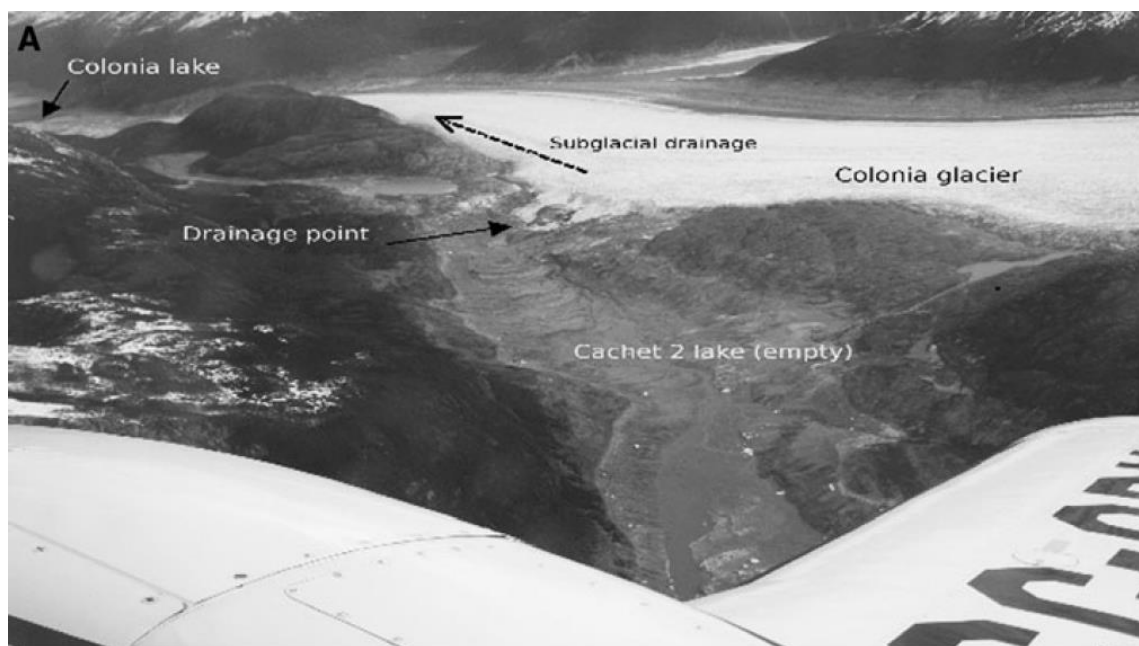 A
Colonia lake
Subglacial drainage
Colonia glacier
Drainage point
Cachet 2 lake (empty)